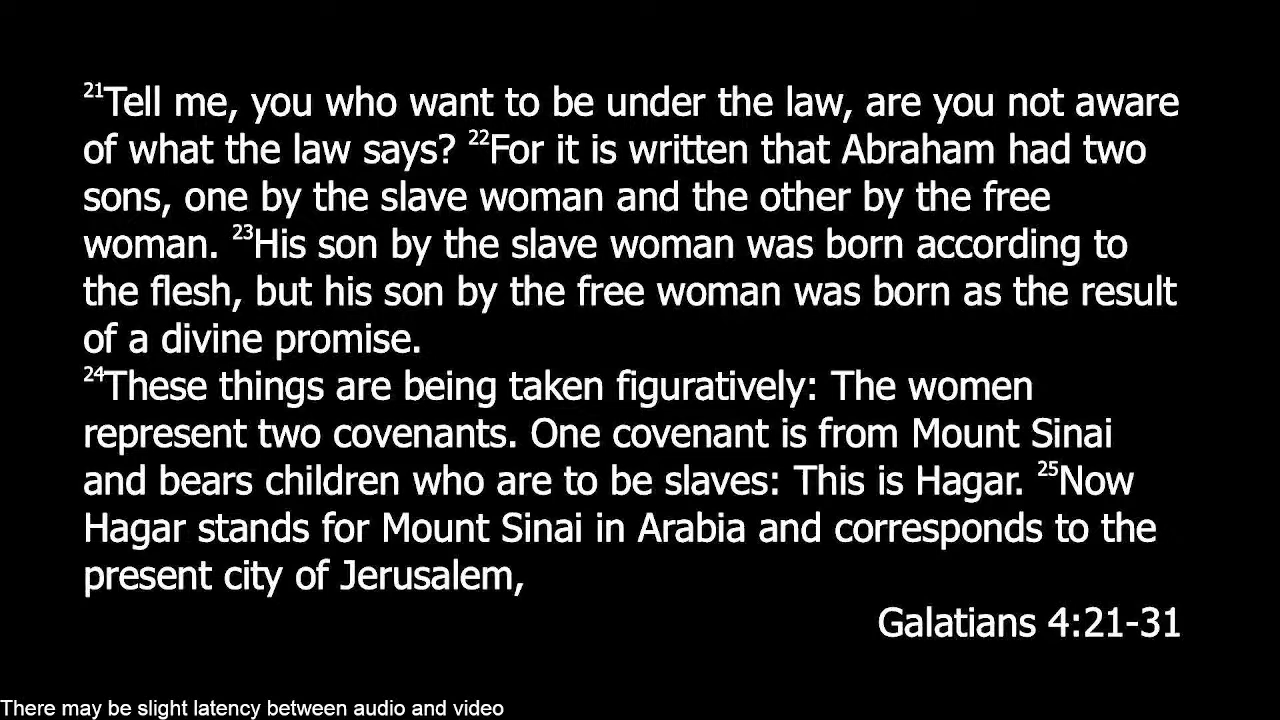 ²¹Tell me, you who want to be under the law, are you not aware
of what the law says? ²²For it is written that Abraham had two
sons, one by the slave woman and the other by the free
woman. ²³His son by the slave woman was born according to
the flesh, but his son by the free woman was born as the result
of a divine promise.
²⁴These things are being taken figuratively: The women
represent two covenants. One covenant is from Mount Sinai
and bears children who are to be slaves: This is Hagar. ²⁵Now
Hagar stands for Mount Sinai in Arabia and corresponds to the
present city of Jerusalem,
Galatians 4:21-31
There may be slight latency between audio and video